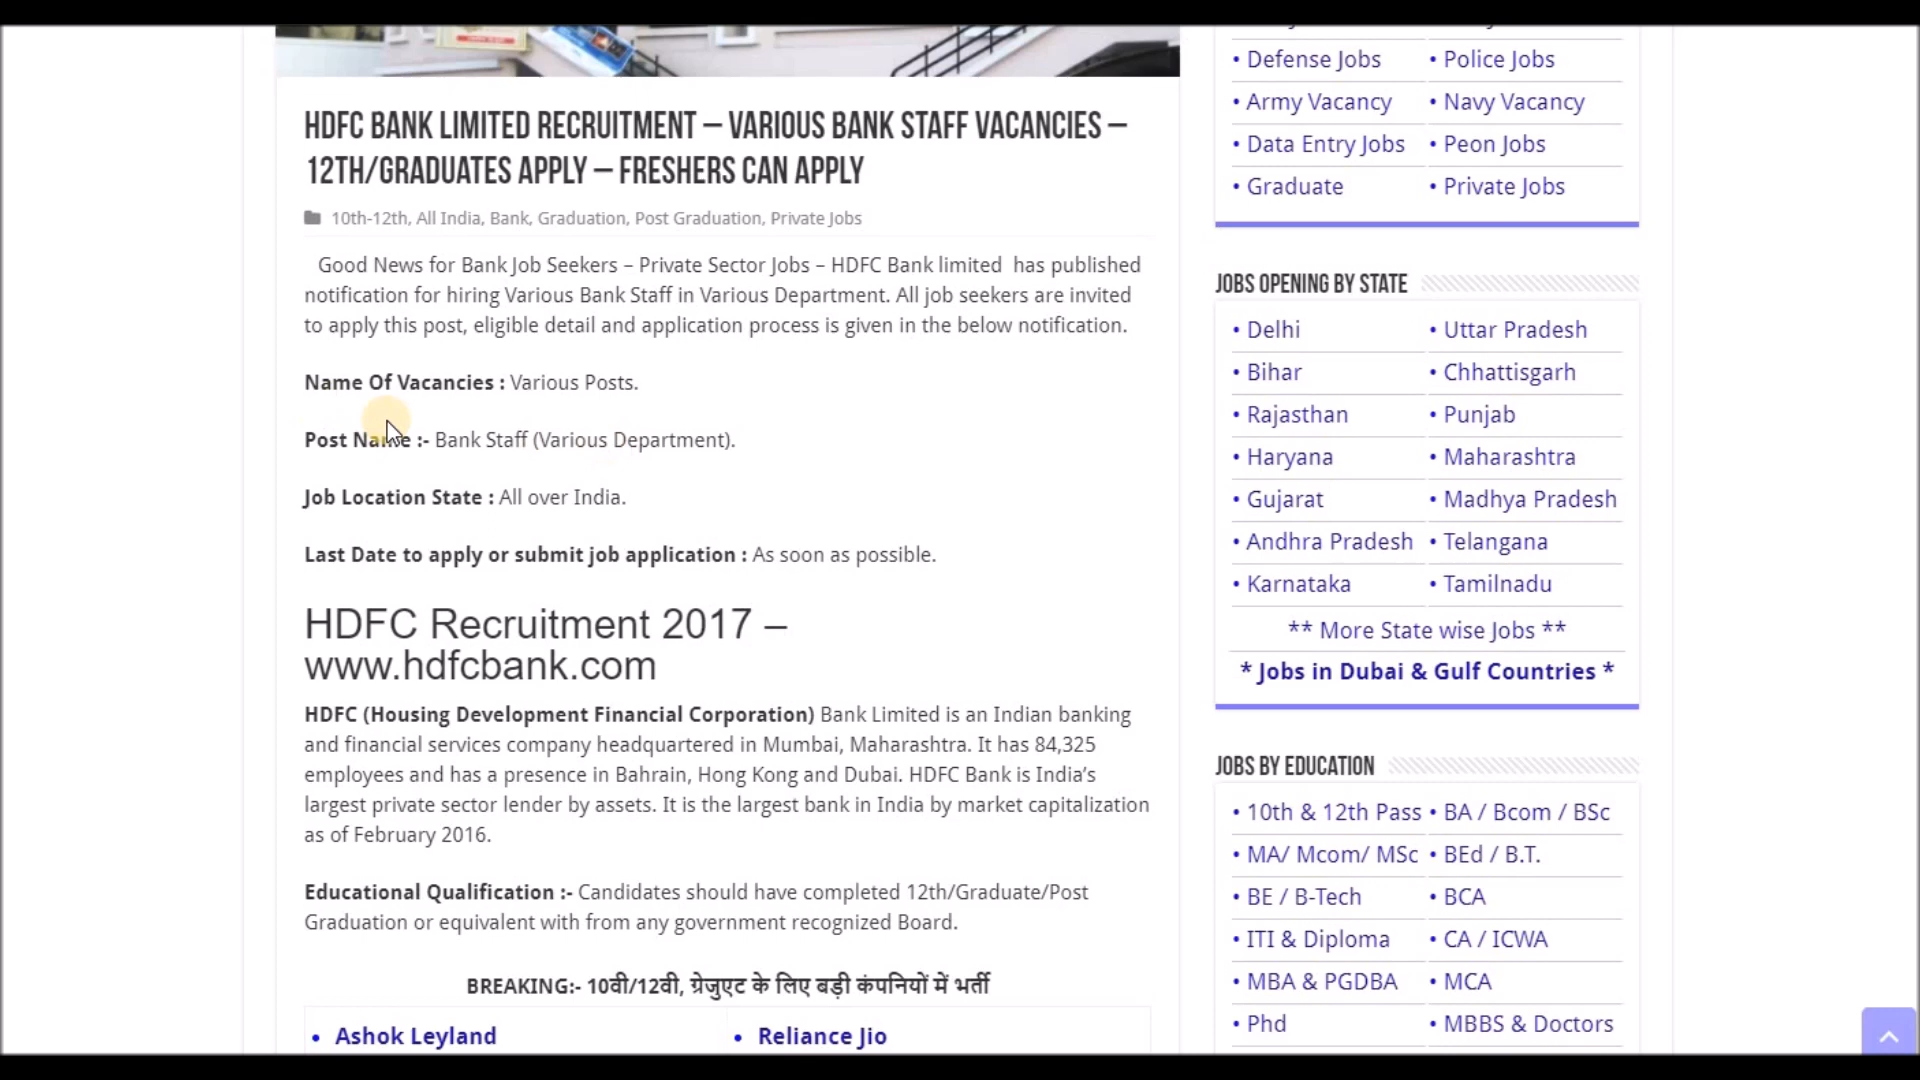 HDFC BANK LIMITED RECRUITMENT – VARIOUS BANK STAFF VACANCIES –
12TH/GRADUATES APPLY – FRESHERS CAN APPLY
10th-12th, All India, Bank, Graduation, Post Graduation, Private Jobs
Good News for Bank Job Seekers – Private Sector Jobs – HDFC Bank limited has published
notification for hiring Various Bank Staff in Various Department. All job seekers are invited
to apply this post, eligible detail and application process is given in the below notification.
Name Of Vacancies : Various Posts.
Post Name :- Bank Staff (Various Department).
Job Location State : All over India.
Last Date to apply or submit job application : As soon as possible.
HDFC Recruitment 2017 –
www.hdfcbank.com
HDFC (Housing Development Financial Corporation) Bank Limited is an Indian banking
and financial services company headquartered in Mumbai, Maharashtra. It has 84,325
employees and has a presence in Bahrain, Hong Kong and Dubai. HDFC Bank is India's
largest private sector lender by assets. It is the largest bank in India by market capitalization
as of February 2016.
Educational Qualification :- Candidates should have completed 12th/Graduate/Post
Graduation or equivalent with from any government recognized Board.
BREAKING:- 10वी/12वी, ग्रेजुएट के लिए बड़ी कंपनियों में भर्ती
• Ashok Leyland • Reliance Jio
• Defense Jobs • Police Jobs
• Army Vacancy • Navy Vacancy
• Data Entry Jobs • Peon Jobs
• Graduate • Private Jobs
JOBS OPENING BY STATE
• Delhi • Uttar Pradesh
• Bihar • Chhattisgarh
• Rajasthan • Punjab
• Haryana • Maharashtra
• Gujarat • Madhya Pradesh
• Andhra Pradesh • Telangana
• Karnataka • Tamilnadu
** More State wise Jobs **
* Jobs in Dubai & Gulf Countries *
JOBS BY EDUCATION
• 10th & 12th Pass • BA / Bcom / BSc
• MA/ Mcom/ MSc • BEd / B.T.
• BE / B-Tech • BCA
• ITI & Diploma • CA / ICWA
• MBA & PGDBA • MCA
• Phd • MBBS & Doctors